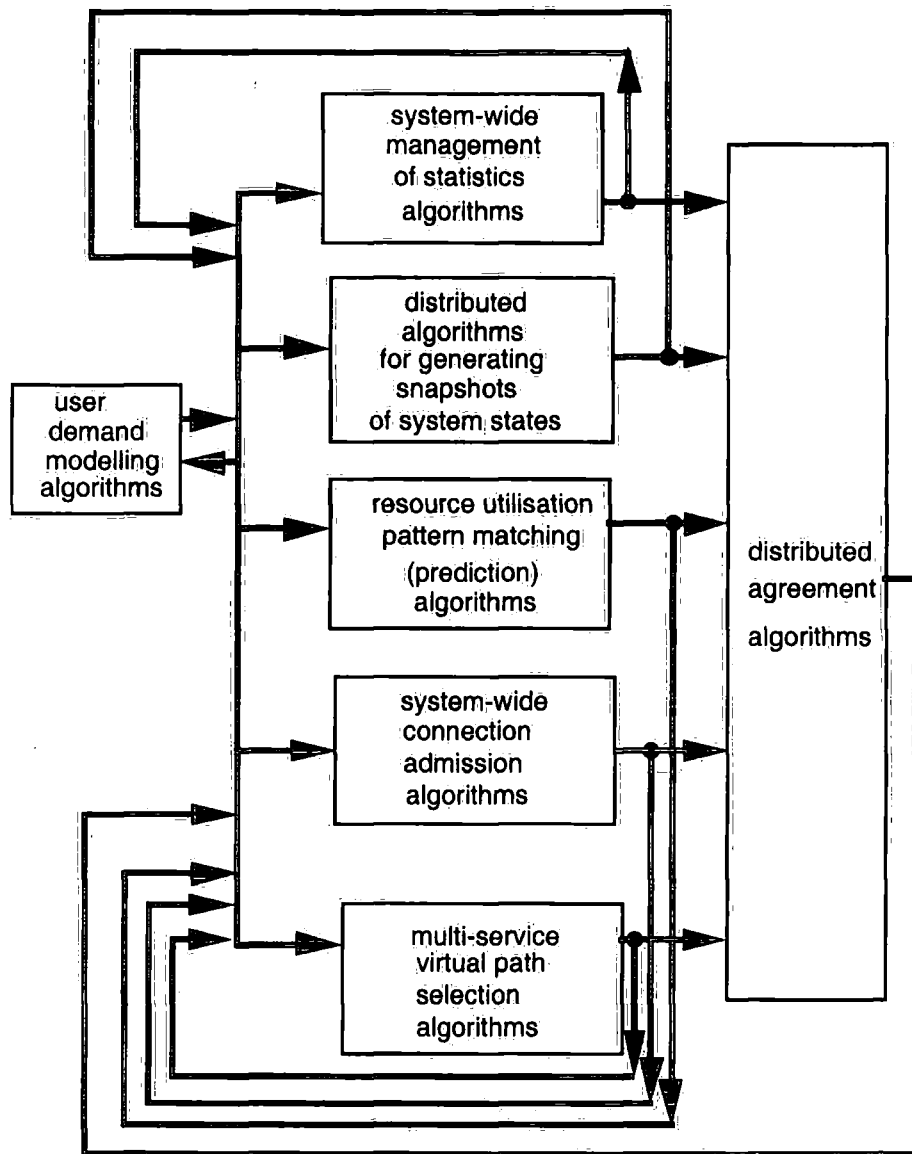 system-wide
management
of statistics
algorithms
distributed
algorithms
for generating
snapshots
of system states
user
demand
modelling
algorithms
resource utilisation
pattern matching
(prediction)
algorithms
distributed
agreement
algorithms
system-wide
connection
admission
algorithms
multi-service
virtual path
selection
algorithms